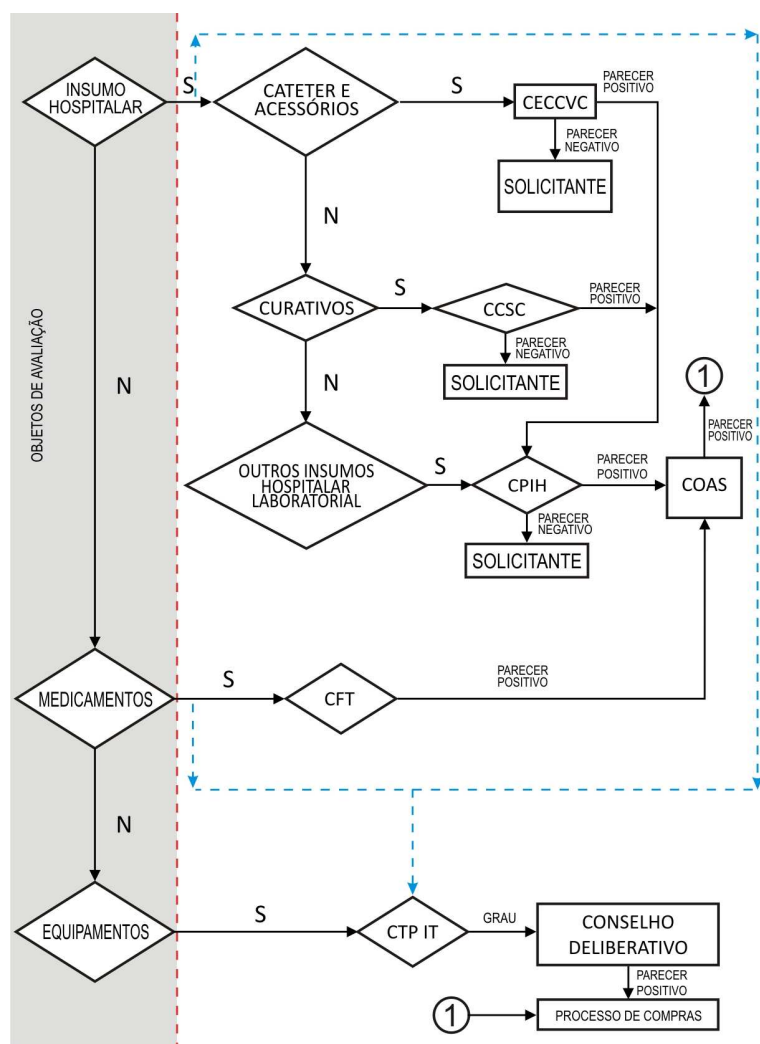 INSUMO
HOSPITALAR
S
CATETER E
ACESSÓRIOS
S
CECCVC
PARECER
POSITIVO
PARECER
NEGATIVO
SOLICITANTE
N
CURATIVOS
S
CCSC
PARECER
POSITIVO
PARECER
NEGATIVO
SOLICITANTE
OBJETOS DE AVALIAÇÃO
N
N
1
PARECER
POSITIVO
OUTROS INSUMOS
HOSPITALAR
LABORATORIAL
S
CPIH
PARECER
POSITIVO
COAS
PARECER
NEGATIVO
SOLICITANTE
MEDICAMENTOS
S
CFT
PARECER
POSITIVO
N
EQUIPAMENTOS
S
CTP IT
GRAU
CONSELHO
DELIBERATIVO
PARECER
POSITIVO
1
PROCESSO DE COMPRAS